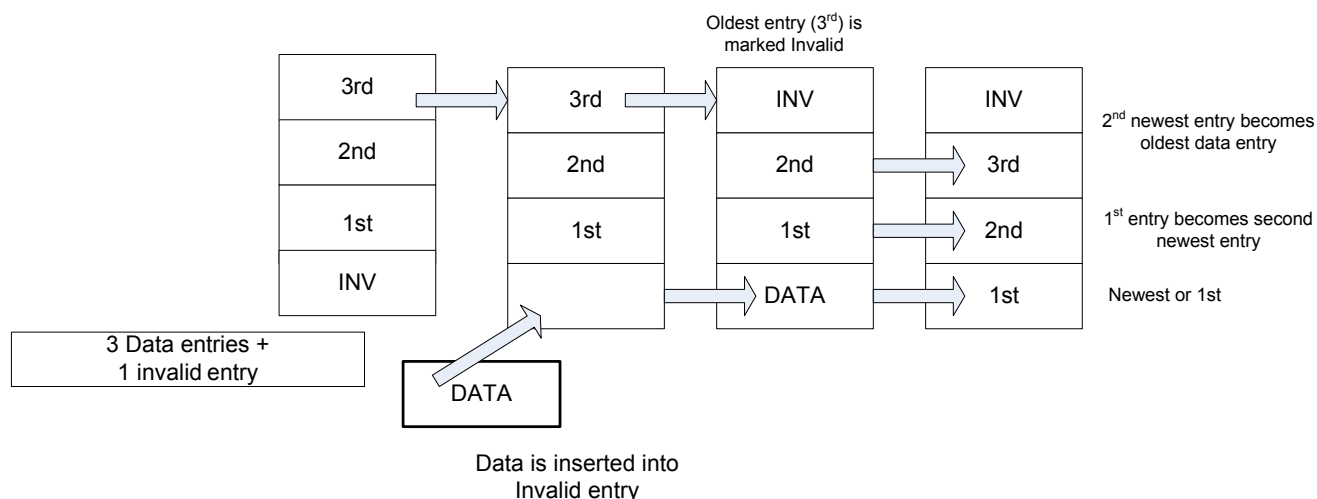 Oldest entry (3rd) is
marked Invalid
3rd
2nd
1st
INV
3rd
2nd
1st
INV
2nd
1st
DATA
INV
3rd
2nd
1st
2nd newest entry becomes
oldest data entry
1st entry becomes second
newest entry
Newest or 1st
3 Data entries +
1 invalid entry
DATA
Data is inserted into
Invalid entry